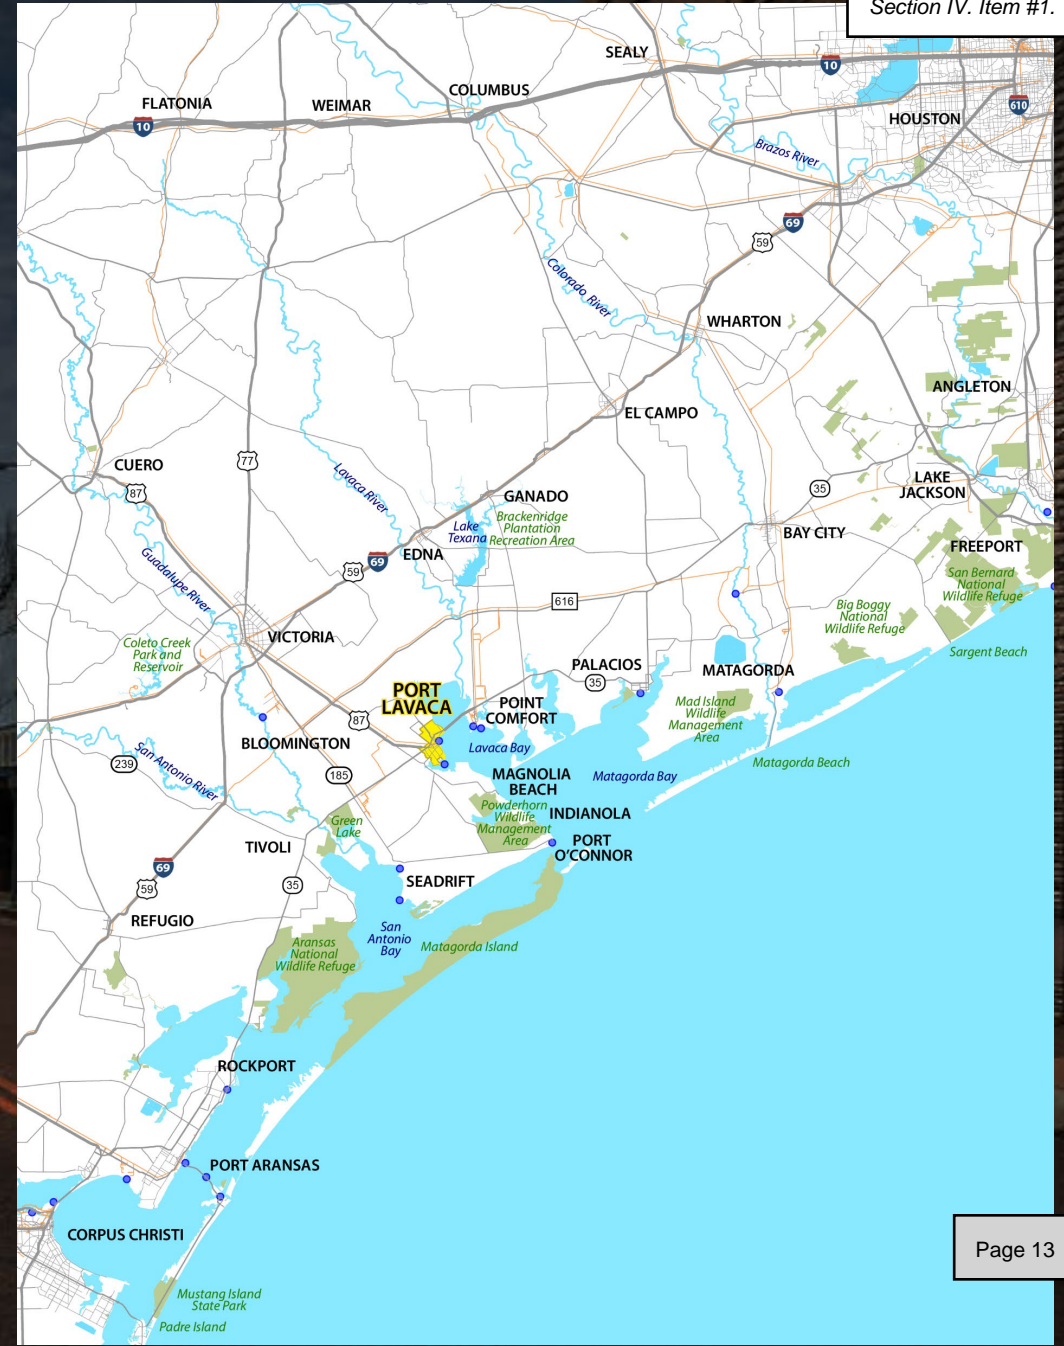 Section IV. Item #1.
SEALY
10
COLUMBUS
FLATONIA
WEIMAR
10
610
HOUSTON
Brazos River
69
59
Colorado River
WHARTON
ANGLETON
EL CAMPO
CUERO
77
87
Lavaca River
LAKE
JACKSON
35
GANADO
Lake
Texana
Brackenridge
Plantation
Recreation Area
BAY CITY
EDNA
FREEPORT
69
59
Guadalupe River
San Bernard
National
Wildlife Refuge
616
Big Boggy
National
Wildlife Refuge
VICTORIA
Coleto Creek
Park and
Reservoir
Sargent Beach
PALACIOS
35
MATAGORDA
PORT
LAVACA
POINT
COMFORT
Mad Island
Wildlife
Management
Area
87
BLOOMINGTON
Lavaca Bay
San Antonio River
239
185
Matagorda Beach
MAGNOLIA
BEACH
Matagorda Bay
Powderhorn
Wildlife
Management
Area
INDIANOLA
Green
Lake
TIVOLI
PORT
O'CONNOR
69
59
35
SEADRIFT
REFUGIO
San
Antonio
Bay
Aransas
National
Wildlife Refuge
Matagorda Island
ROCKPORT
PORT ARANSAS
CORPUS CHRISTI
Page 13
Mustang Island
State Park
Padre Island